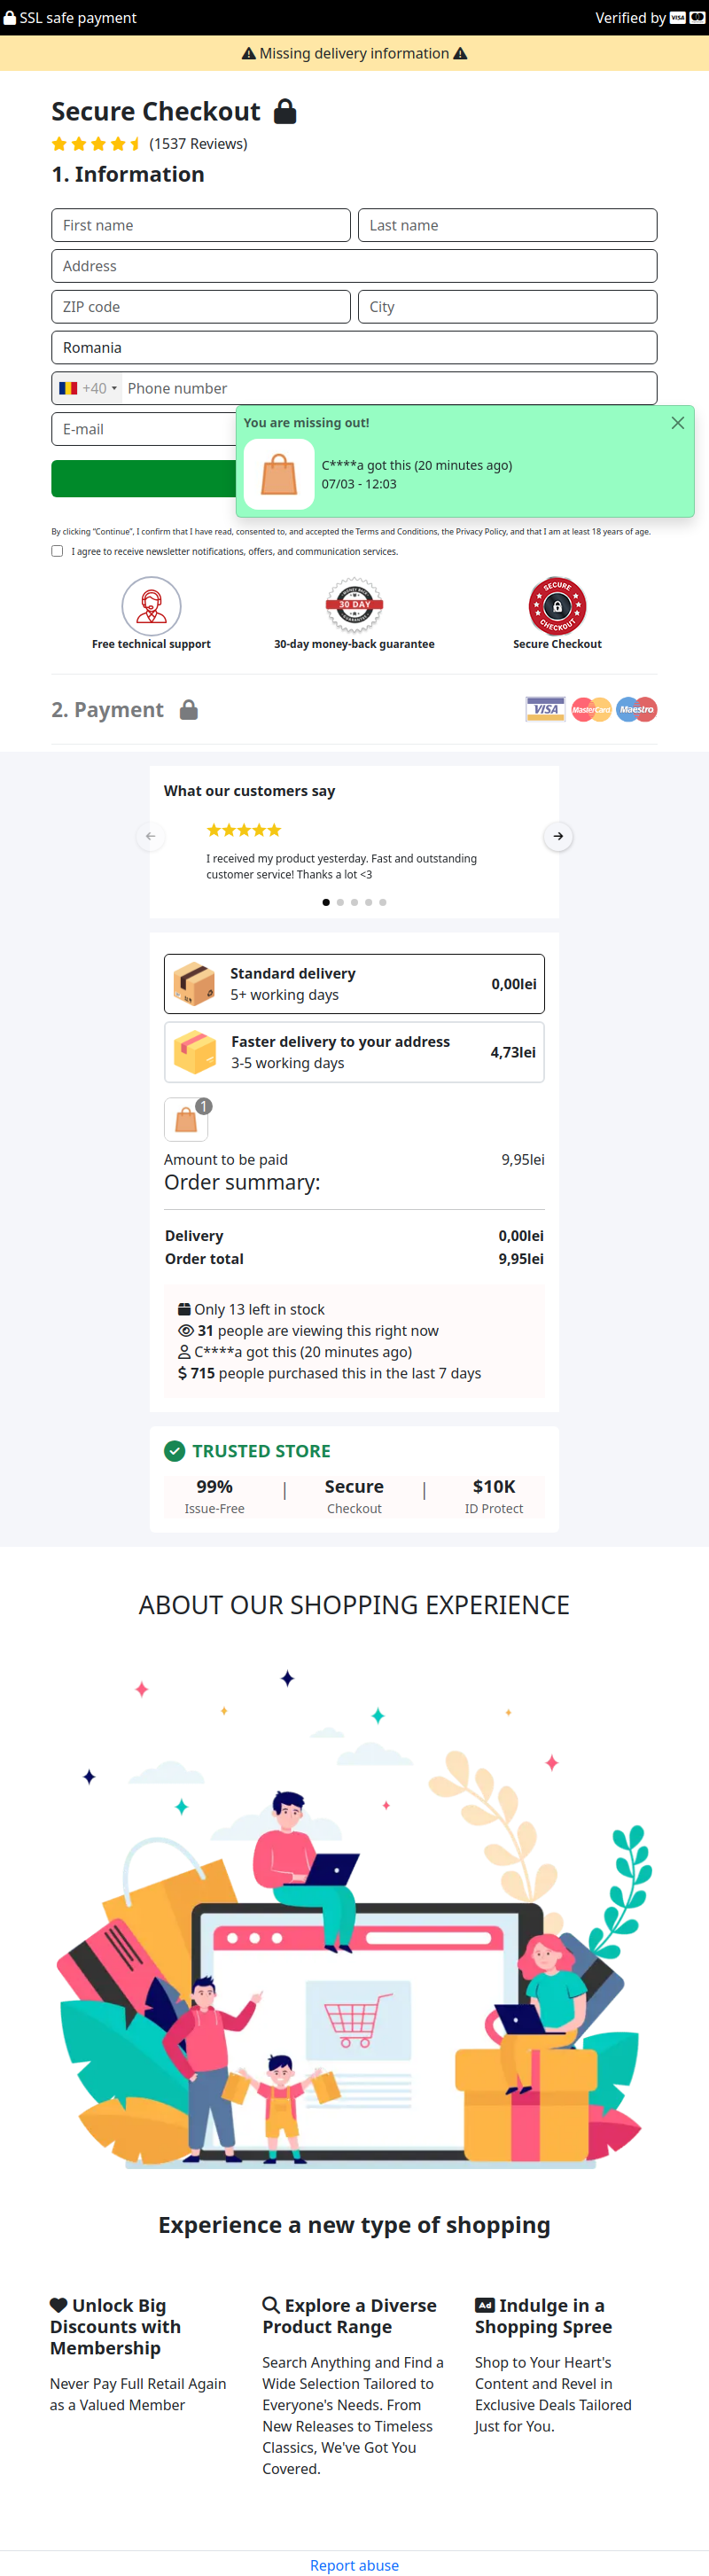 SSL safe payment
Verified by VISA
Missing delivery information
Secure Checkout
(1537 Reviews)
1. Information
First name
Last name
Address
ZIP code
City
Romania
+40
Phone number
E-mail
You are missing out!
C****a got this (20 minutes ago)
07/03 - 12:03
By clicking "Continue", I confirm that I have read, consented to, and accepted the Terms and Conditions, the Privacy Policy, and that I am at least 18 years of age.
I agree to receive newsletter notifications, offers, and communication services.
30 DAY
SECURE
CHECKOUT
Free technical support
30-day money-back guarantee
Secure Checkout
2. Payment
VISA
MasterCard
Maestro
What our customers say
I received my product yesterday. Fast and outstanding
customer service! Thanks a lot <3
Standard delivery
5+ working days
0,00lei
Faster delivery to your address
3-5 working days
4,73lei
1
Amount to be paid
9,95lei
Order summary:
Delivery
0,00lei
Order total
9,95lei
Only 13 left in stock
31 people are viewing this right now
C****a got this (20 minutes ago)
$ 715 people purchased this in the last 7 days
TRUSTED STORE
99%
Issue-Free
|
Secure
Checkout
|
$10K
ID Protect
ABOUT OUR SHOPPING EXPERIENCE
Experience a new type of shopping
Unlock Big
Discounts with
Membership
Never Pay Full Retail Again
as a Valued Member
Explore a Diverse
Product Range
Search Anything and Find a
Wide Selection Tailored to
Everyone's Needs. From
New Releases to Timeless
Classics, We've Got You
Covered.
Ad Indulge in a
Shopping Spree
Shop to Your Heart's
Content and Revel in
Exclusive Deals Tailored
Just for You.
Report abuse